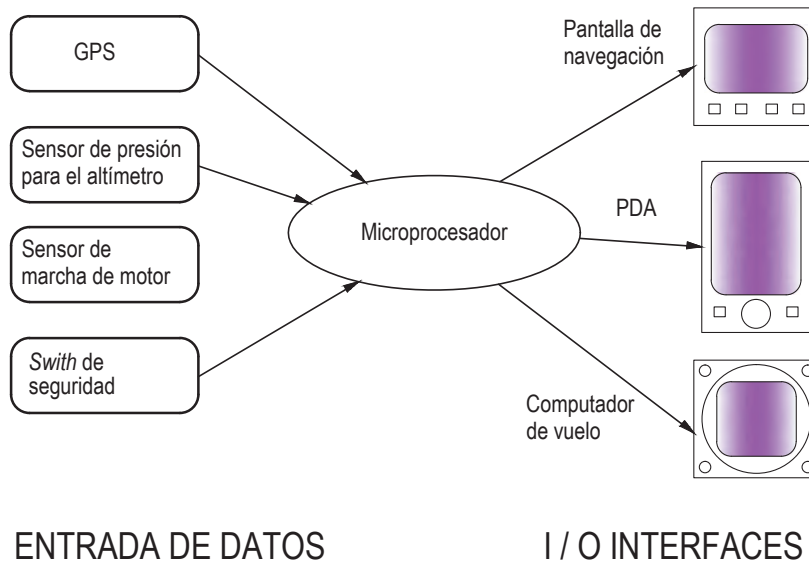 GPS
Sensor de presión
para el altímetro
Sensor de
marcha de motor
Swith de
seguridad
Microprocesador
Pantalla de
navegación
PDA
Computador
de vuelo
ENTRADA DE DATOS
I / O INTERFACES